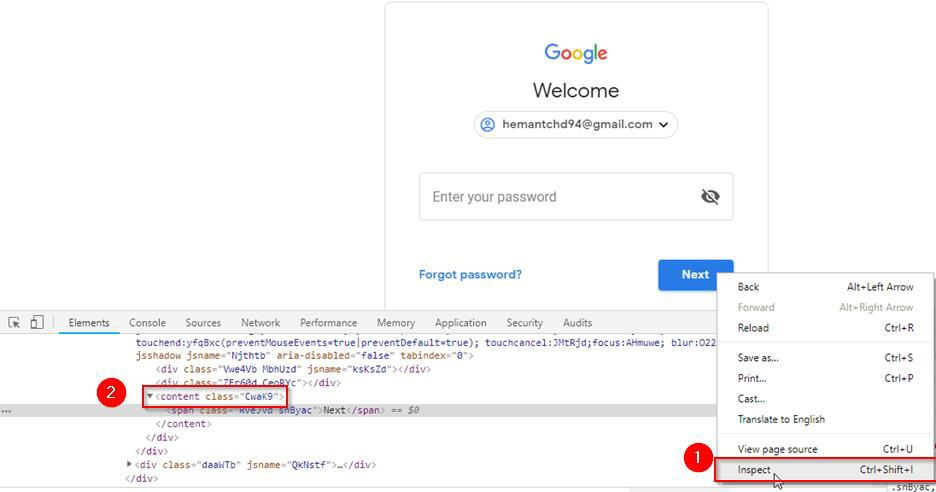 Google
Welcome
hemantchd94@gmail.com
Enter your password
Forgot password?
Next
Back Alt+Left Arrow
Forward Alt+Right Arrow
Reload Ctrl+R
Save as... Ctrl+S
Print... Ctrl+P
Cast...
Translate to English
View page source Ctrl+U
1
Inspect Ctrl+Shift+I
.snByac,
Elements Console Sources Network Performance Memory Application Security Audits
touchend:yfqBxc(preventMouseEvents=true|preventDefault=true); touchcancel:JMtRjd;focus:AHmuwe; blur:O22
jsshadow jsname="Njthtb" aria-disabled="false" tabindex="0">
<div class="Vwe4Vb MbhUzd" jsname="ksKsZd"></div>
<div class="ZFr60d CeoRYc"></div>
2
<content class="CwaK9">
... <span class="RveJvd snByac">Next</span> == $0
</content>
</div>
</div>
<div class="daaWTb" jsname="QkNstf">…</div>
</div>